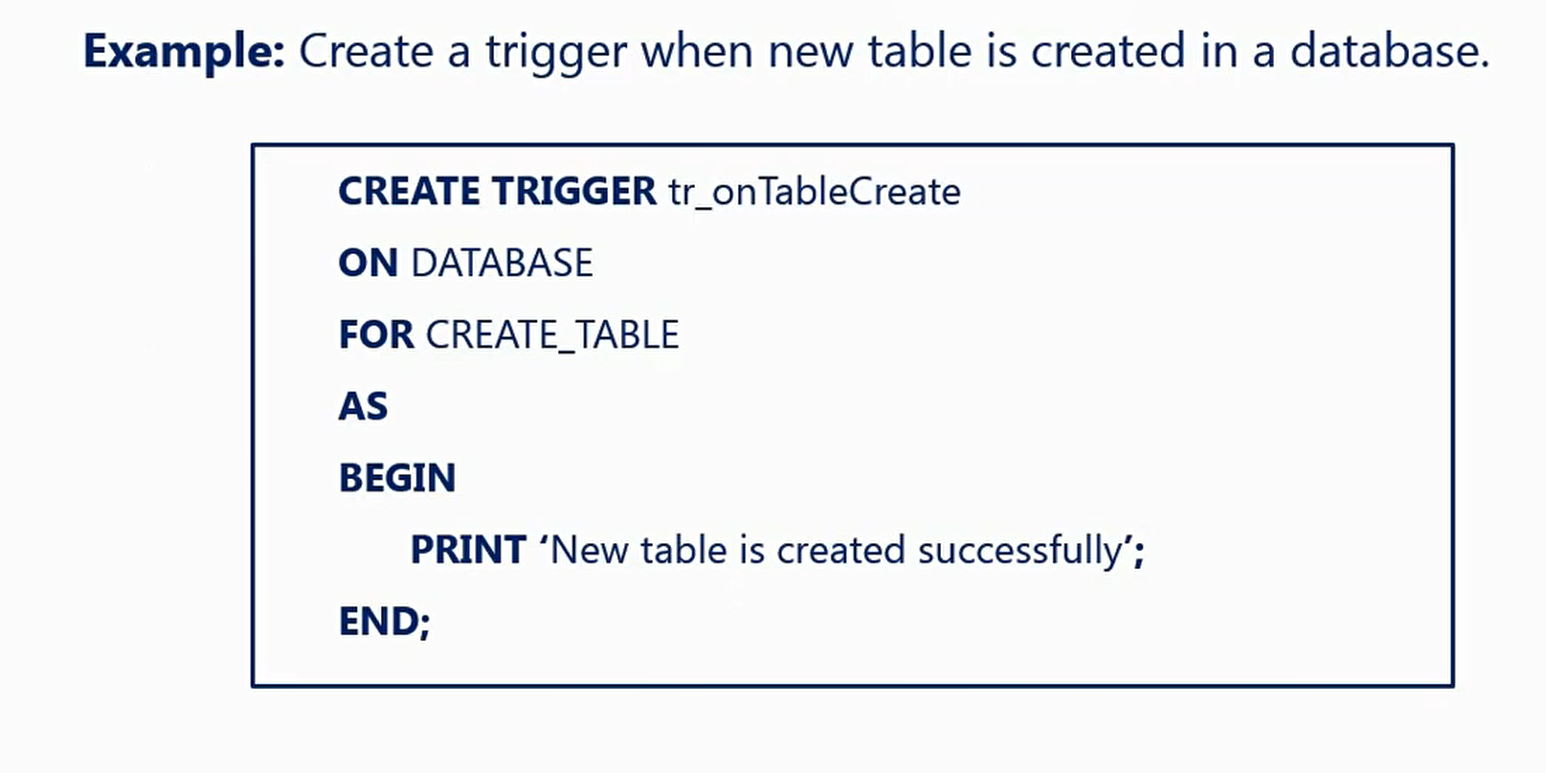 Example: Create a trigger when new table is created in a database.
CREATE TRIGGER tr_onTableCreate
ON DATABASE
FOR CREATE_TABLE
AS
BEGIN
PRINT ‘New table is created successfully’;
END;